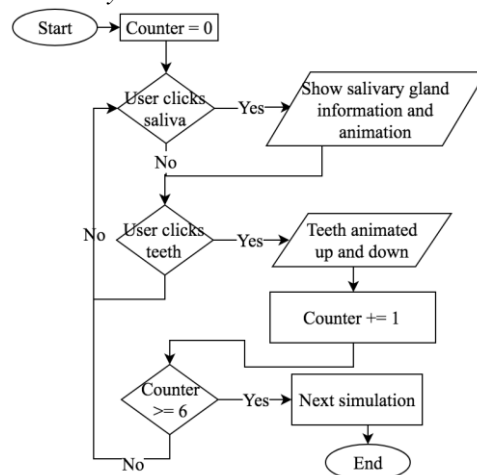 Start
Counter = 0
User clicks
saliva
Yes
Show salivary gland
information and
animation
No
User clicks
teeth
Yes
Teeth animated
up and down
No
Counter += 1
Counter
>= 6
Yes
Next simulation
No
End